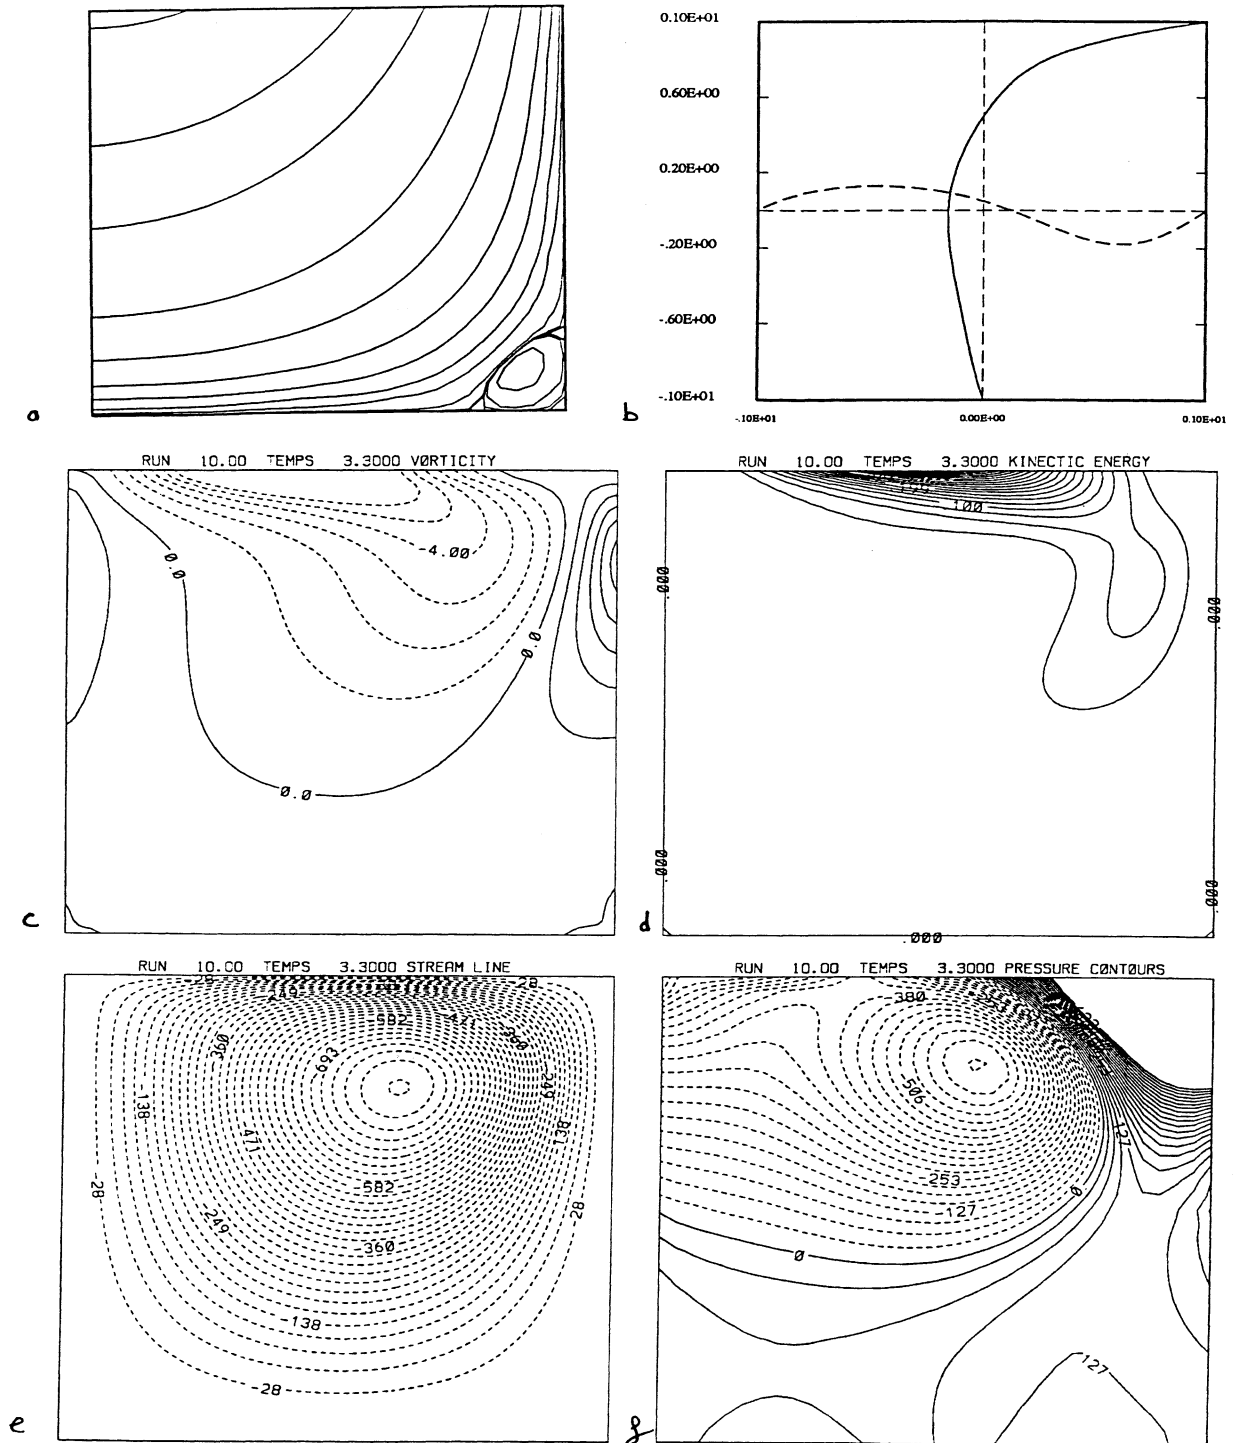 0.10E+01
0.60E+00
0.20E+00
-.20E+00
-.60E+00
-.10E+01
-.10E+01 0.00E+00 0.10E+01
a
b
RUN 10.00 TEMPS 3.3000 VØRTICITY
0.0
-4.00
0.0
0.0
c
RUN 10.00 TEMPS 3.3000 KINECTIC ENERGY
.100
.000
.000
.000
.000
.000
d
RUN 10.00 TEMPS 3.3000 STREAM LINE
-28
-28
-249
-582
-471
-360
-360
-693
-249
-138
-138
-471
-582
-28
-28
-249
-360
-138
-28
e
RUN 10.00 TEMPS 3.3000 PRESSURE CØNTØURS
-380
-253
-506
127
-253
0
-127
0
127
f